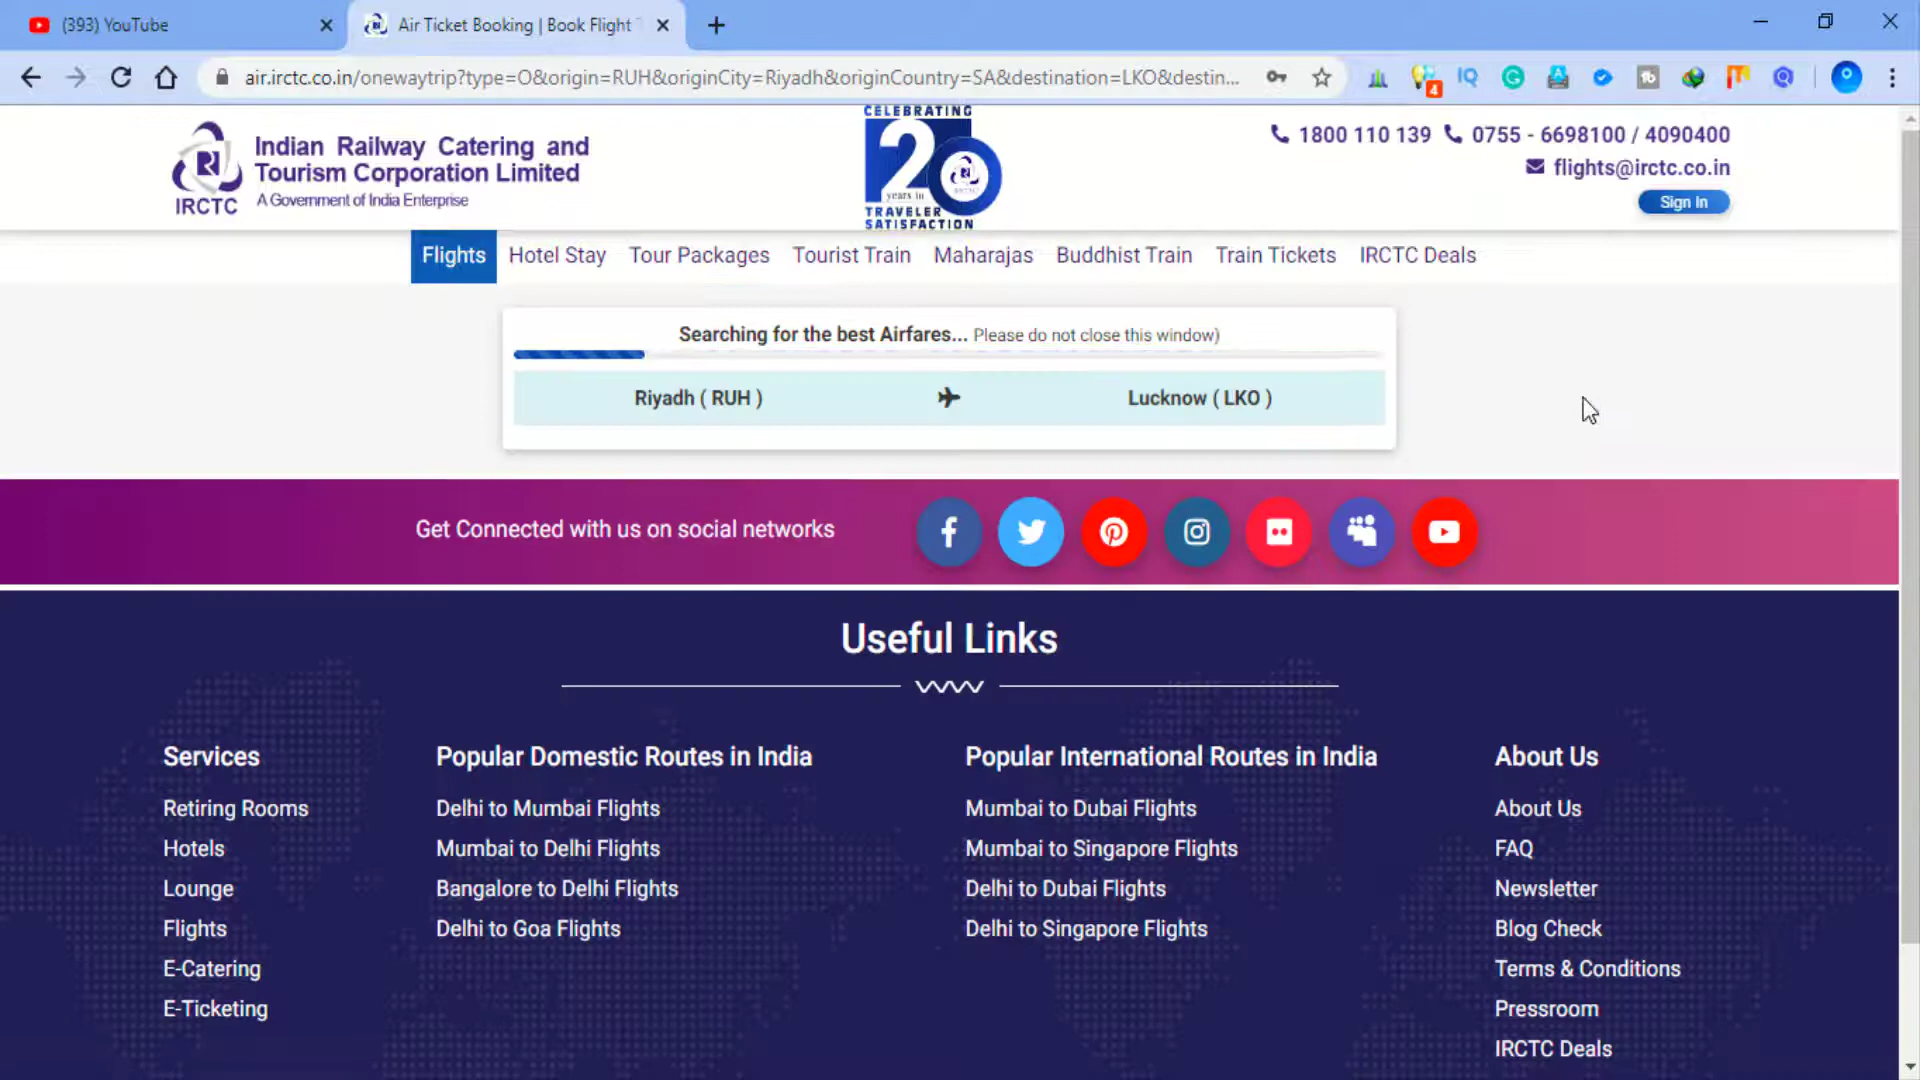 (393) YouTube
Air Ticket Booking | Book Flight
air.irctc.co.in/onewaytrip?type=O&origin=RUH&originCity=Riyadh&originCountry=SA&destination=LKO&destin...
4
IRCTC
Indian Railway Catering and
Tourism Corporation Limited
A Government of India Enterprise
CELEBRATING
20
years in
TRAVELER
SATISFACTION
1800 110 139 0755 - 6698100 / 4090400
flights@irctc.co.in
Sign In
Flights Hotel Stay Tour Packages Tourist Train Maharajas Buddhist Train Train Tickets IRCTC Deals
Searching for the best Airfares... Please do not close this window)
Riyadh ( RUH ) Lucknow ( LKO )
Get Connected with us on social networks
Useful Links
Services
Retiring Rooms
Hotels
Lounge
Flights
E-Catering
E-Ticketing
Popular Domestic Routes in India
Delhi to Mumbai Flights
Mumbai to Delhi Flights
Bangalore to Delhi Flights
Delhi to Goa Flights
Popular International Routes in India
Mumbai to Dubai Flights
Mumbai to Singapore Flights
Delhi to Dubai Flights
Delhi to Singapore Flights
About Us
About Us
FAQ
Newsletter
Blog Check
Terms & Conditions
Pressroom
IRCTC Deals